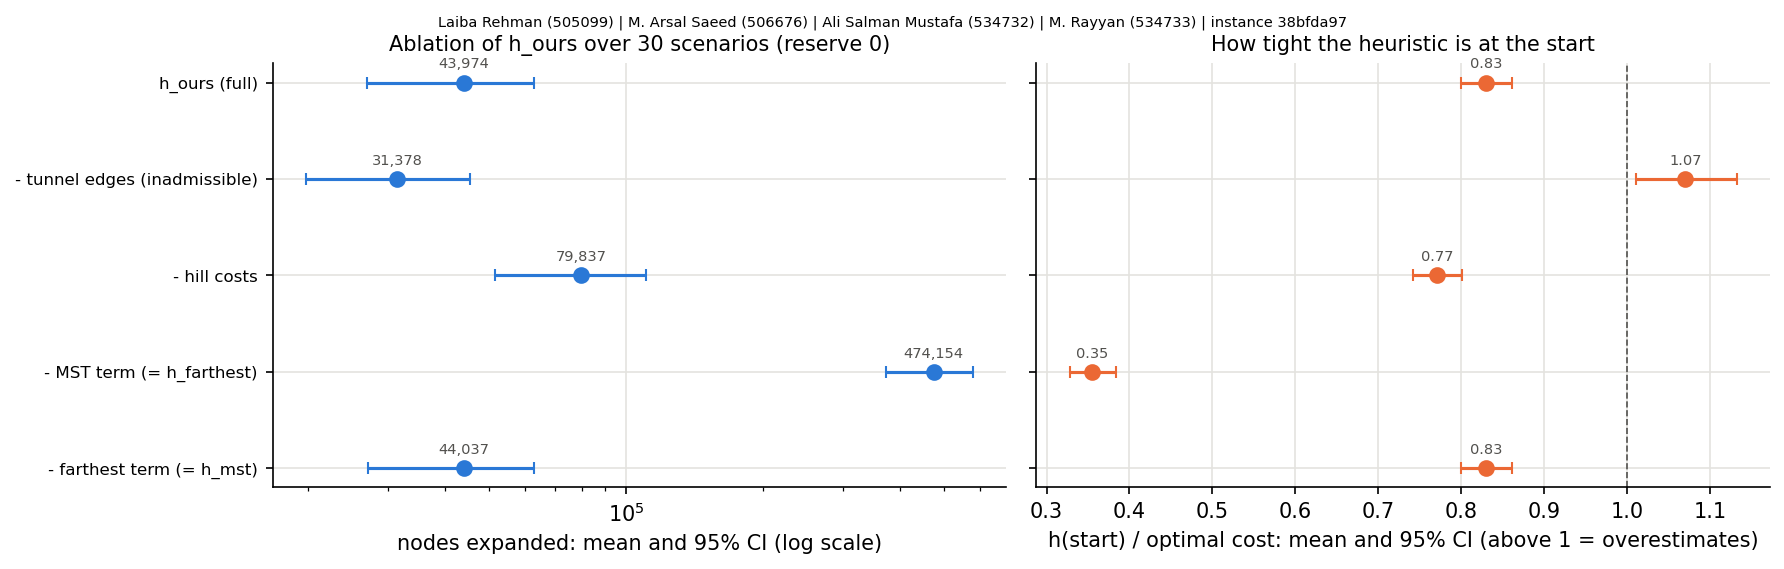 Laiba Rehman (505099) | M. Arsal Saeed (506676) | Ali Salman Mustafa (534732) | M. Rayyan (534733) | instance 38bfda97
Ablation of h_ours over 30 scenarios (reserve 0)
h_ours (full)
43,974
- tunnel edges (inadmissible)
31,378
- hill costs
79,837
- MST term (= h_farthest)
474,154
- farthest term (= h_mst)
44,037
10⁵
nodes expanded: mean and 95% CI (log scale)
How tight the heuristic is at the start
0.83
1.07
0.77
0.35
0.83
0.3 0.4 0.5 0.6 0.7 0.8 0.9 1.0 1.1
h(start) / optimal cost: mean and 95% CI (above 1 = overestimates)